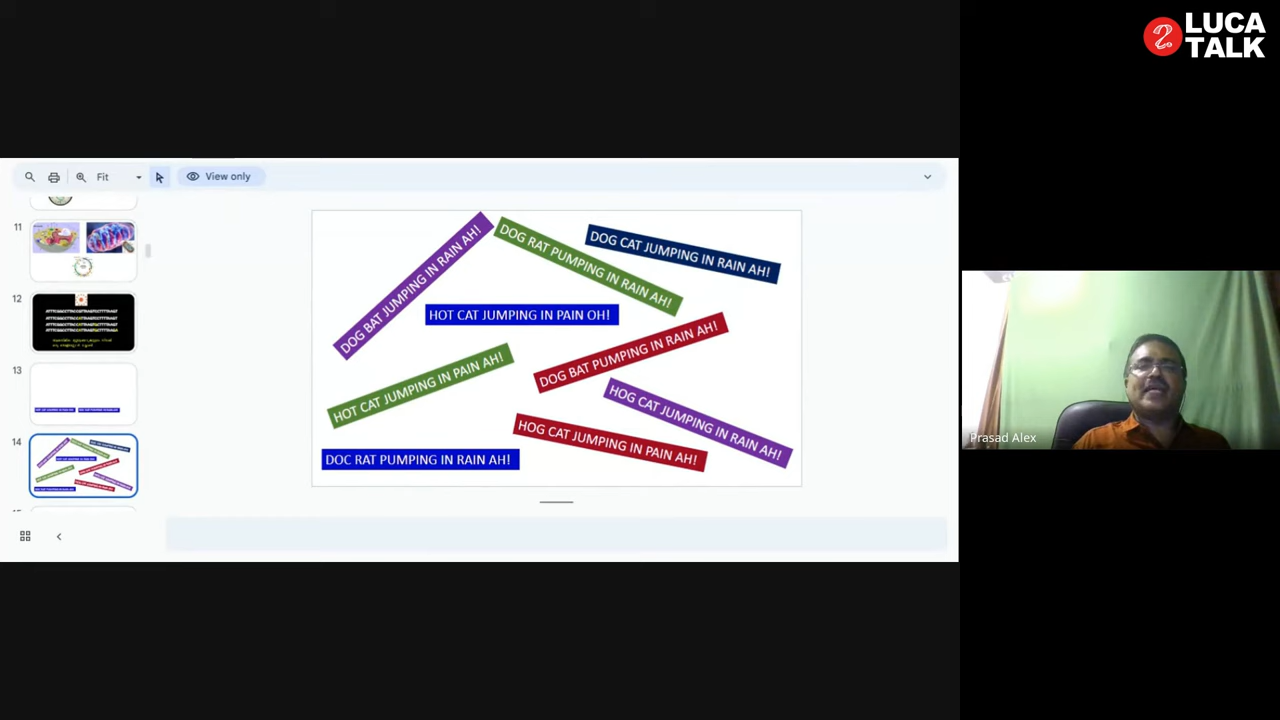 LUCA
TALK
Fit
View only
11
12
13
14
DOG BAT JUMPING IN RAIN AH!
DOG RAT PUMPING IN RAIN AH!
DOG CAT JUMPING IN RAIN AH!
HOT CAT JUMPING IN PAIN OH!
DOG BAT PUMPING IN RAIN AH!
HOT CAT JUMPING IN PAIN AH!
HOG CAT JUMPING IN RAIN AH!
HOG CAT JUMPING IN PAIN AH!
DOC RAT PUMPING IN RAIN AH!
Prasad Alex